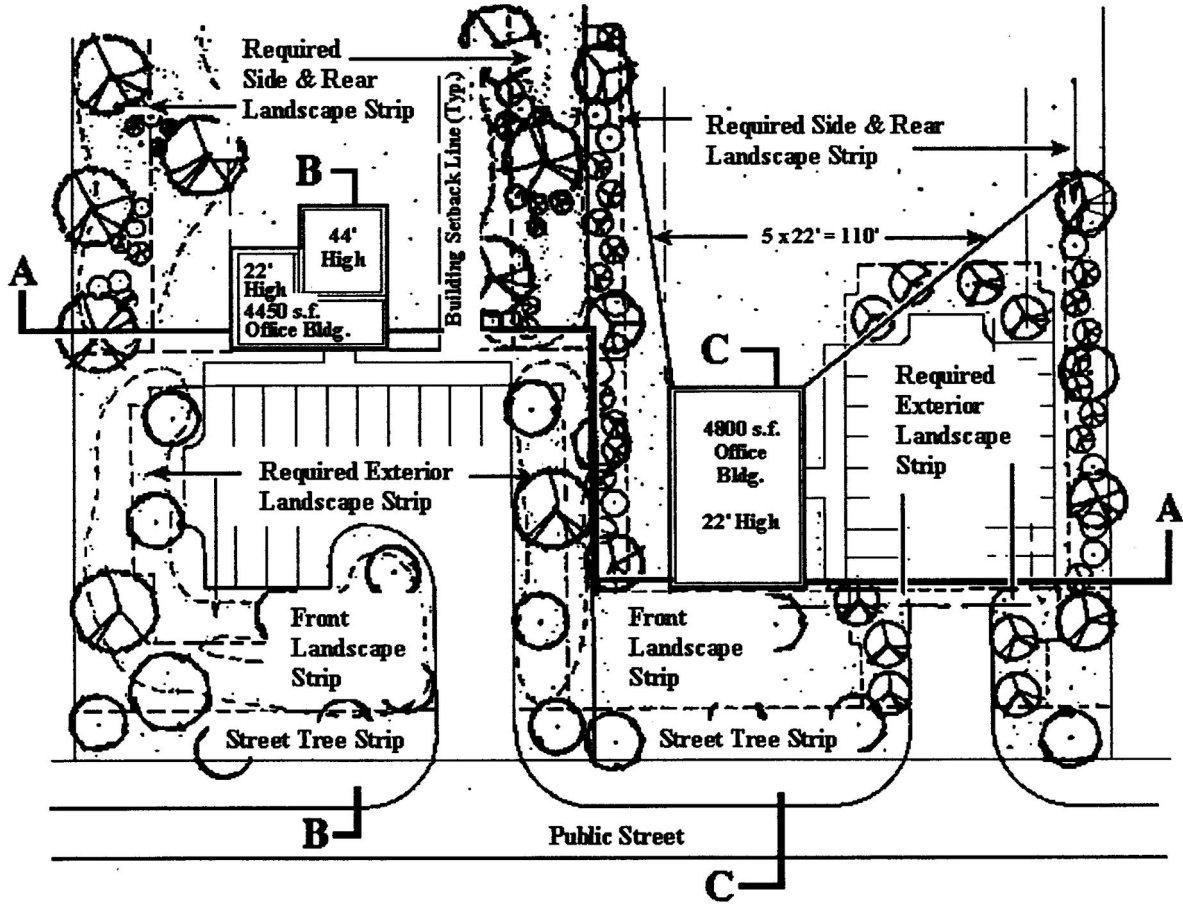 Required
Side & Rear
Landscape Strip
Building Setback Line (Typ.)
Required Side & Rear
Landscape Strip
B
44'
High
5 x 22' = 110'
A
22'
High
4450 s.f.
Office Bldg.
C
Required
Exterior
Landscape
Strip
4800 s.f.
Office
Bldg.
22' High
Required Exterior
Landscape Strip
A
Front
Landscape
Strip
Front
Landscape
Strip
Street Tree Strip
Street Tree Strip
B
Public Street
C